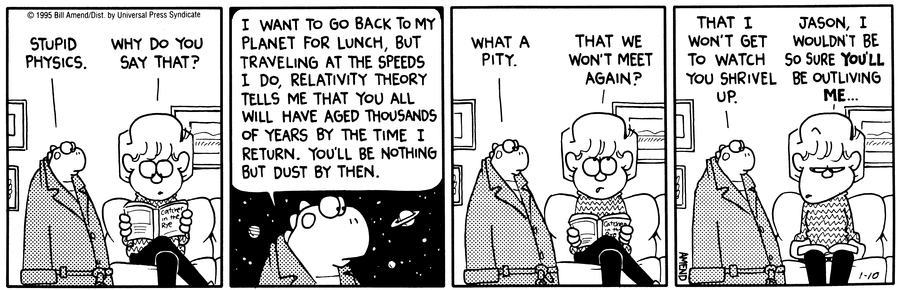 © 1995 Bill Amend/Dist. by Universal Press Syndicate
STUPID
PHYSICS.
WHY DO YOU
SAY THAT?
Catcher
in the
Rye
I WANT TO GO BACK TO MY
PLANET FOR LUNCH, BUT
TRAVELING AT THE SPEEDS
I DO, RELATIVITY THEORY
TELLS ME THAT YOU ALL
WILL HAVE AGED THOUSANDS
OF YEARS BY THE TIME I
RETURN. YOU'LL BE NOTHING
BUT DUST BY THEN.
WHAT A
PITY.
THAT WE
WON'T MEET
AGAIN?
Catcher
in the
Rye
THAT I
WON'T GET
TO WATCH
YOU SHRIVEL
UP.
JASON, I
WOULDN'T BE
SO SURE YOU'LL
BE OUTLIVING
ME...
AMEND
1-10